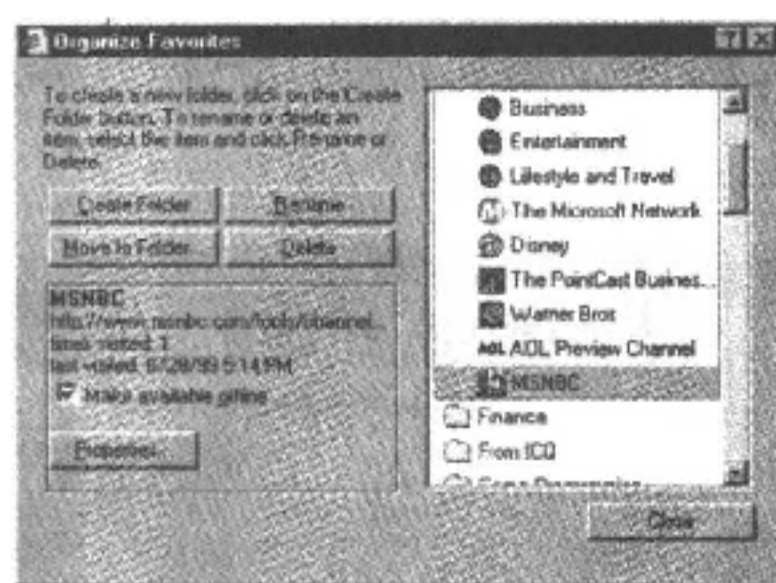 Organize Favorites
To create a new folder, click on the Create
Folder button. To rename or delete an
item, select the item and click Rename or
Delete.
Create Folder
Rename
Move to Folder...
Delete
MSNBC
http://www.msnbc.com/tools/channel...
times visited: 1
last visited: 6/28/99 5:14 PM
Make available offline
Properties...
Business
Entertainment
Lifestyle and Travel
The Microsoft Network
Disney
The PointCast Busines...
Warner Bros
AOL AOL Preview Channel
MSNBC
Finance
From ICQ
Close